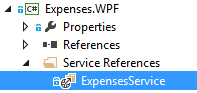 C# Expenses.WPF
Properties
References
Service References
ExpensesService